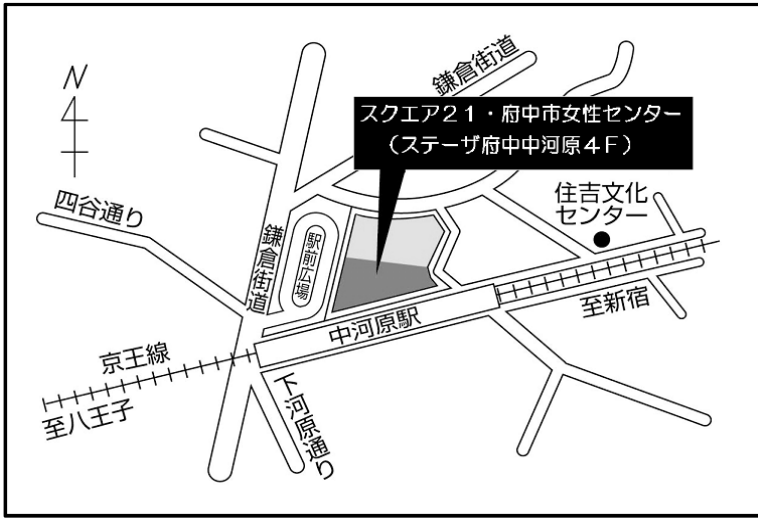 N
鎌倉街道
スクエア21・府中市女性センター
(ステーザ府中中河原4F)
四谷通り
鎌倉街道
駅前広場
住吉文化
センター
中河原駅
至新宿
京王線
至八王子
下河原通り